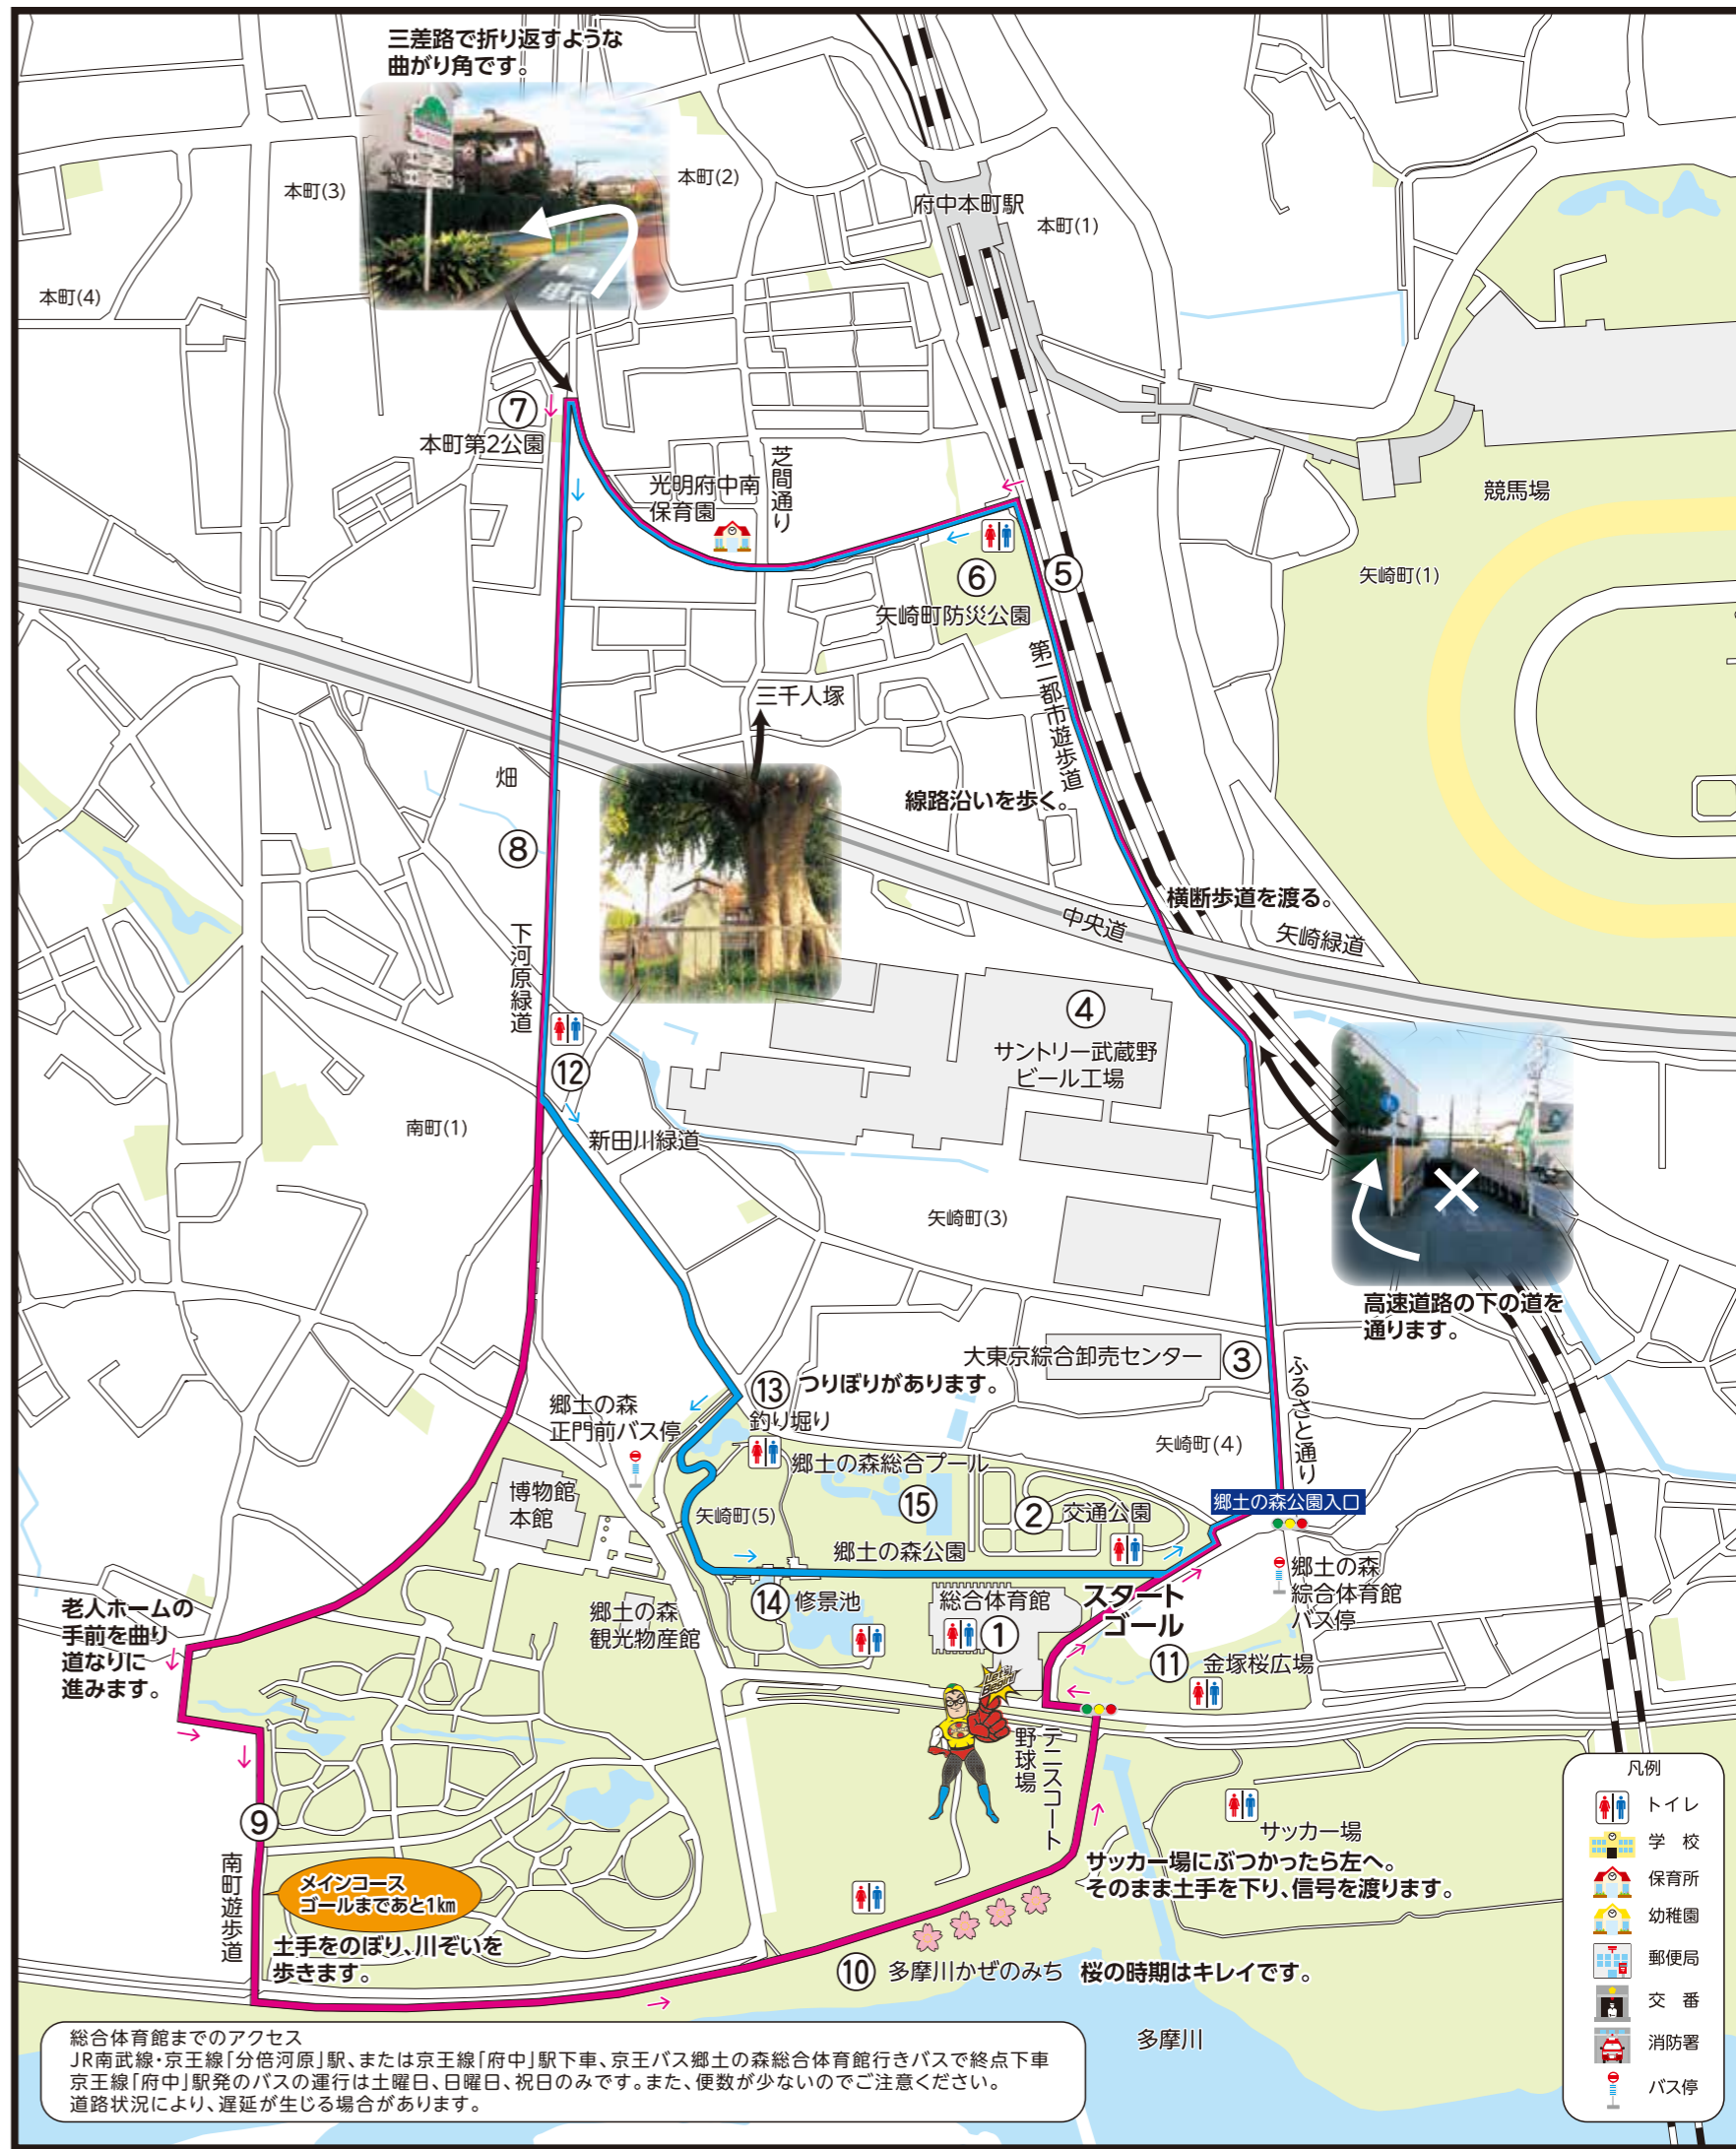 三差路で折り返すような
曲がり角です。
本町(3)
本町(2)
府中本町駅
本町(1)
本町(4)
⑦
本町第2公園
芝間通り
光明府中南
保育園
競馬場
⑤
⑥
矢崎町防災公園
矢崎町(1)
第二都市遊歩道
三千人塚
畑
線路沿いを歩く。
⑧
横断歩道を渡る。
中央道
矢崎緑道
下河原緑道
④
サントリー武蔵野
ビール工場
⑫
南町(1)
新田川緑道
矢崎町(3)
高速道路の下の道を
通ります。
大東京綜合卸売センター
③
ふるさと通り
⑬
つりぼりがあります。
釣り堀り
郷土の森
正門前バス停
矢崎町(4)
郷土の森総合プール
博物館
本館
⑮
②
交通公園
郷土の森公園入口
矢崎町(5)
郷土の森公園
郷土の森
綜合体育館
バス停
老人ホームの
手前を曲り
道なりに
進みます。
郷土の森
観光物産館
⑭
修景池
総合体育館
①
スタート
ゴール
⑪
金塚桜広場
Let's
Begin!
野球場
テニスコート
凡例
トイレ
学 校
保育所
幼稚園
郵便局
交 番
消防署
バス停
⑨
南町遊歩道
サッカー場
サッカー場にぶつかったら左へ。
そのまま土手を下り、信号を渡ります。
メインコース
ゴールまであと1km
土手をのぼり、川ぞいを
歩きます。
⑩
多摩川かぜのみち
桜の時期はキレイです。
多摩川
総合体育館までのアクセス
JR南武線・京王線「分倍河原」駅、または京王線「府中」駅下車、京王バス郷土の森総合体育館行きバスで終点下車
京王線「府中」駅発のバスの運行は土曜日、日曜日、祝日のみです。また、便数が少ないのでご注意ください。
道路状況により、遅延が生じる場合があります。